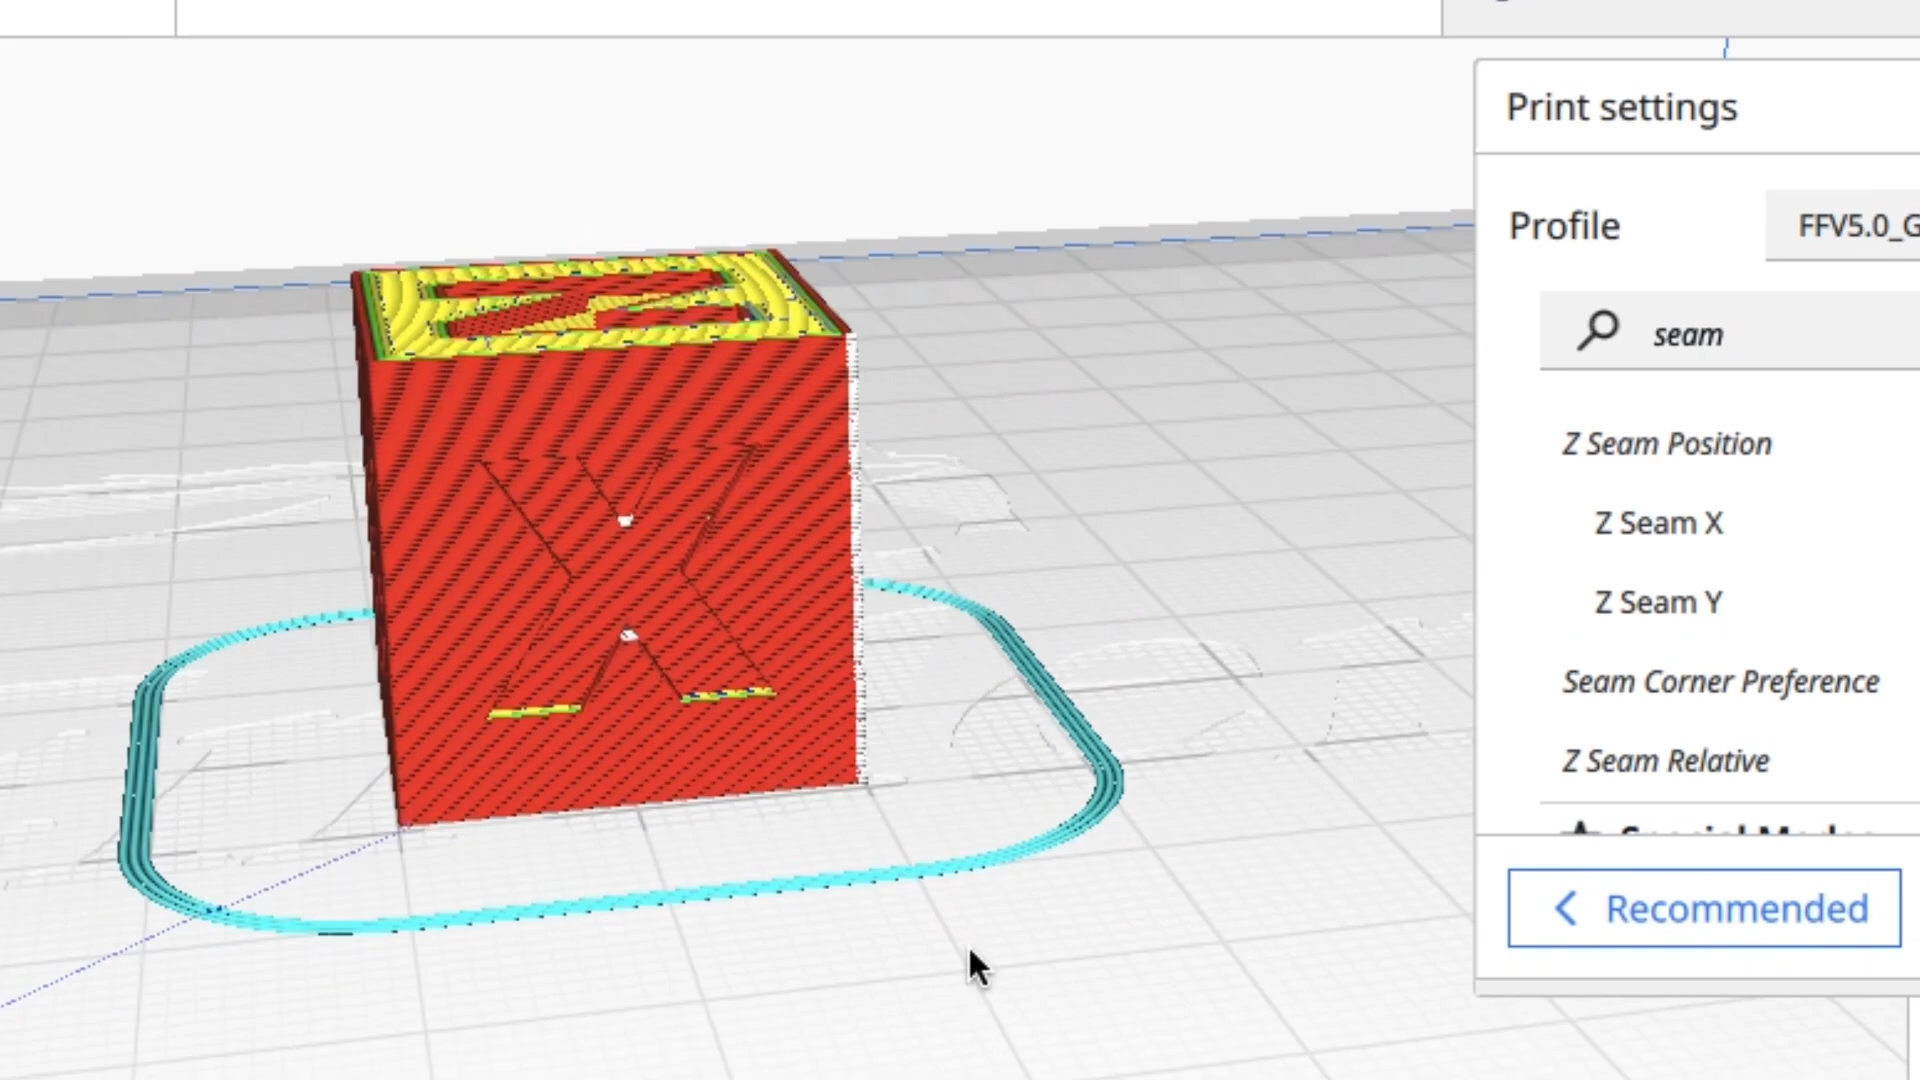 Print settings
Profile
FFV5.0_G
seam
Z Seam Position
Z Seam X
Z Seam Y
Seam Corner Preference
Z Seam Relative
Recommended
X